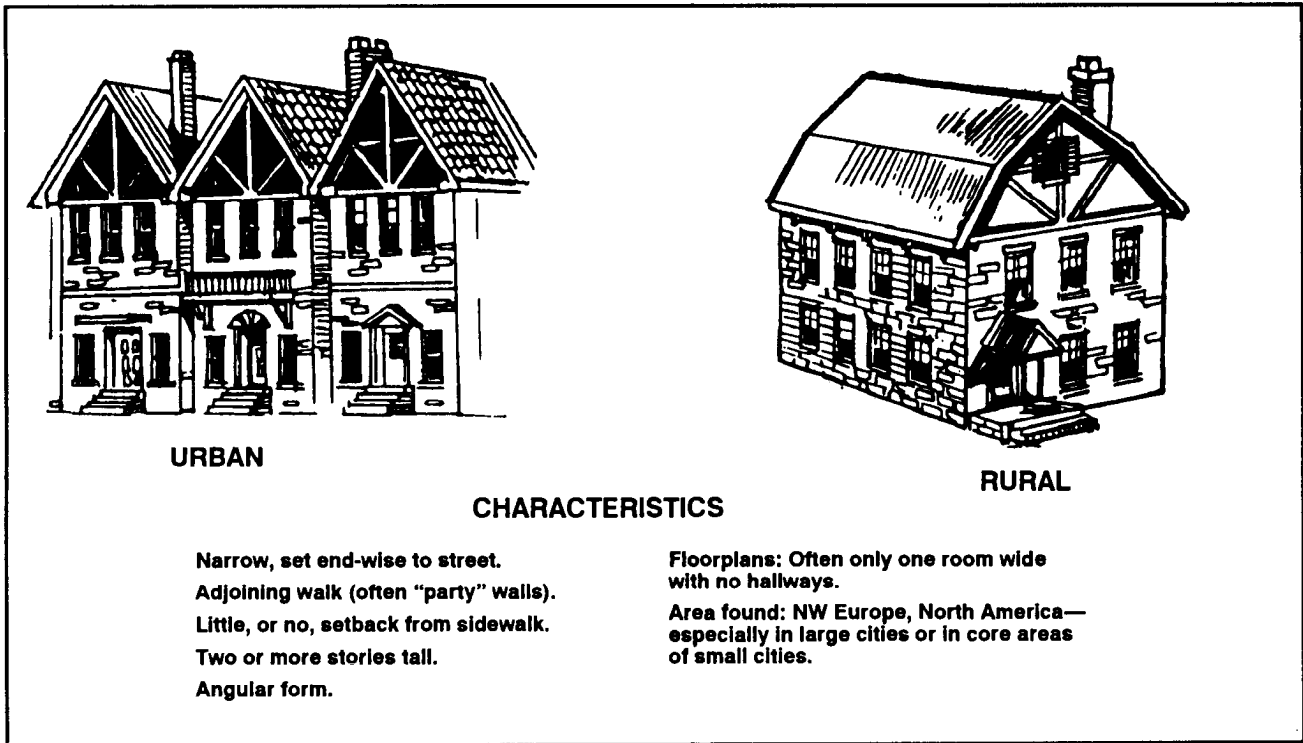 URBAN
RURAL
CHARACTERISTICS
Narrow, set end-wise to street.
Adjoining walk (often “party” walls).
Little, or no, setback from sidewalk.
Two or more stories tall.
Angular form.
Floorplans: Often only one room wide
with no hallways.
Area found: NW Europe, North America—
especially in large cities or in core areas
of small cities.